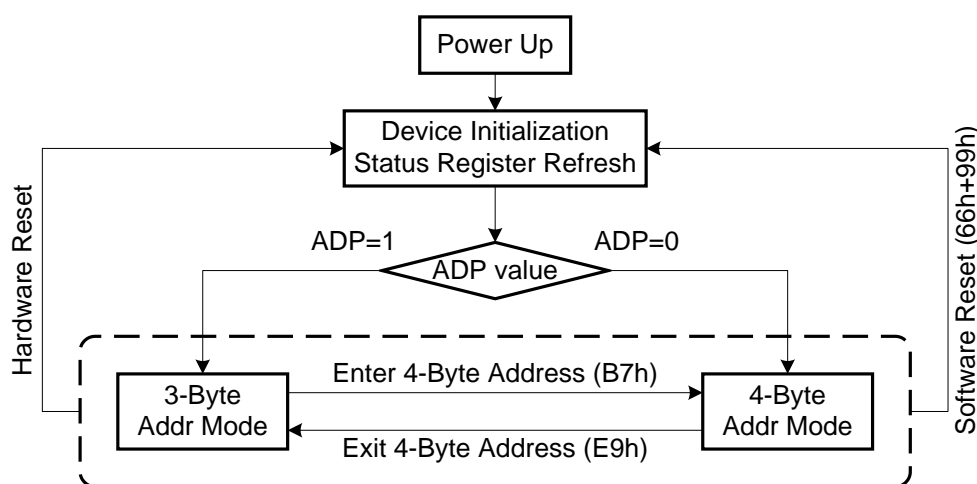 Power Up
Device Initialization
Status Register Refresh
ADP=1
ADP=0
ADP value
Hardware Reset
Software Reset (66h+99h)
3-Byte
Addr Mode
Enter 4-Byte Address (B7h)
Exit 4-Byte Address (E9h)
4-Byte
Addr Mode